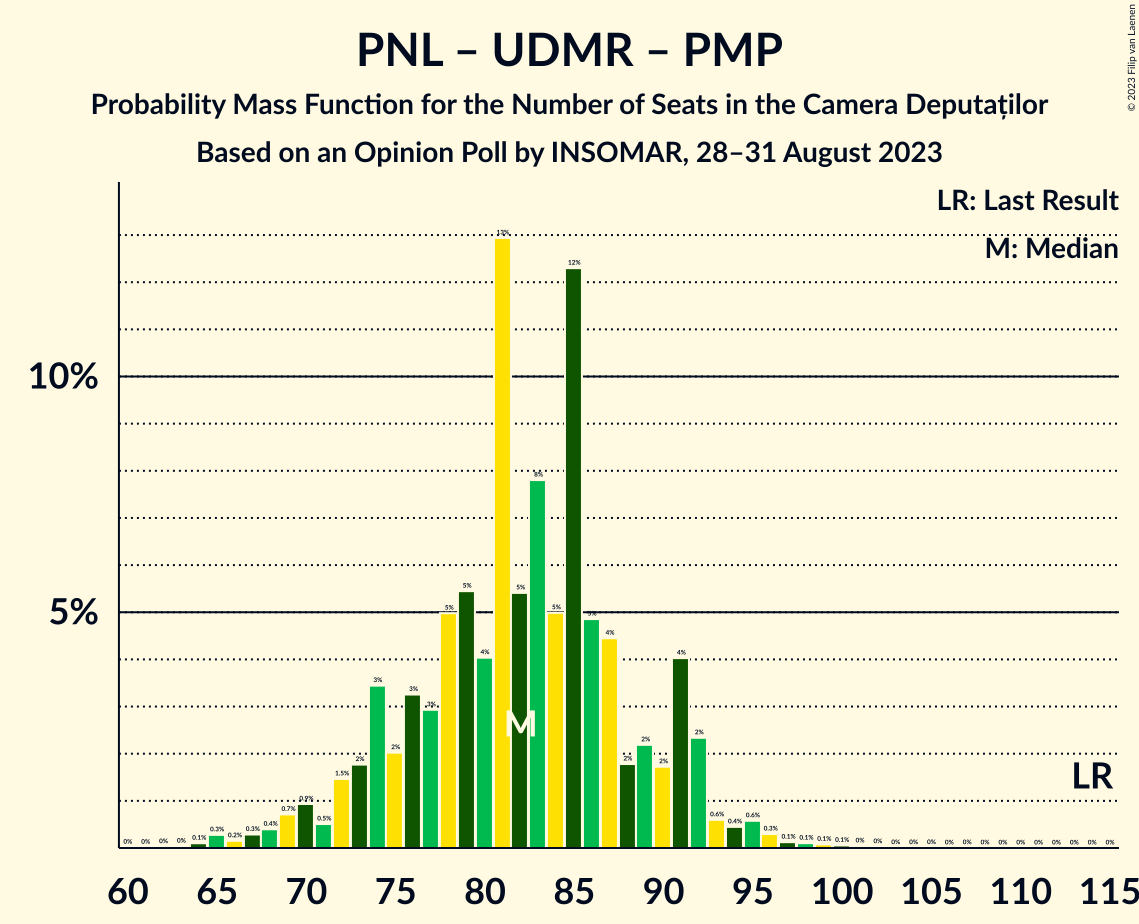 © 2023 Filip van Laenen
PNL – UDMR – PMP
Probability Mass Function for the Number of Seats in the Camera Deputaților
Based on an Opinion Poll by INSOMAR, 28–31 August 2023
LR: Last Result
M: Median
10%
5%
0% 0% 0% 0% 0.1% 0.3% 0.2% 0.3% 0.4% 0.7% 0.9% 0.5% 1.5% 2% 3% 2% 3% 3% 5% 5% 4% 13% 5% 8% 5% 12% 5% 4% 2% 2% 2% 4% 2% 0.6% 0.4% 0.6% 0.3% 0.1% 0.1% 0.1% 0.1% 0% 0% 0% 0% 0% 0% 0% 0% 0% 0% 0% 0% 0% 0% 0%
M
LR
60 65 70 75 80 85 90 95 100 105 110 115